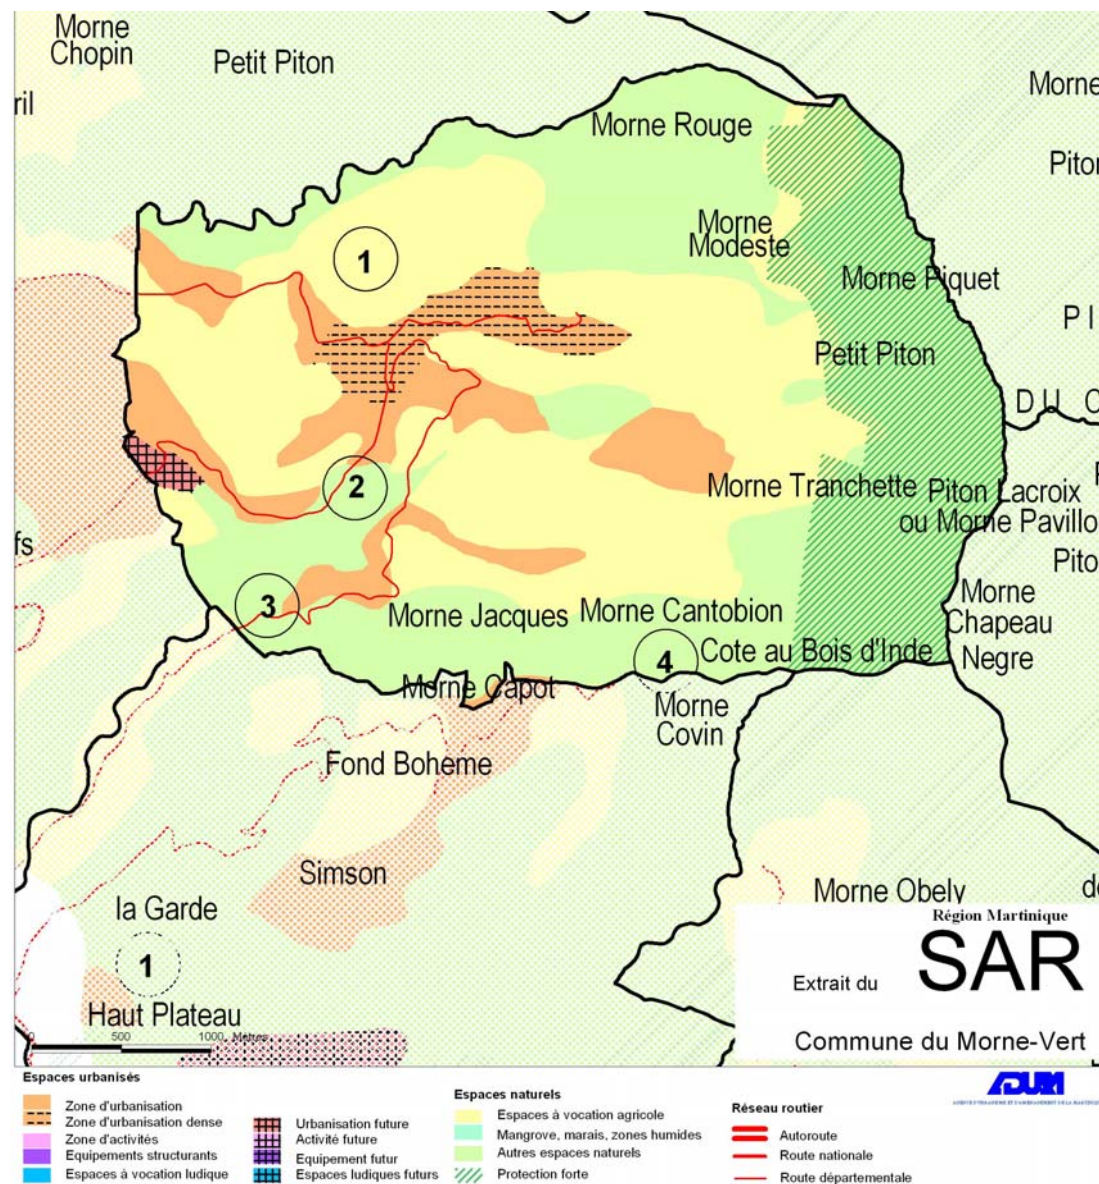 Morne
Chopin
Petit Piton
ril
Morne
Morne Rouge
Piton
Morne
Modeste
1
Morne Piquet
P I
Petit Piton
D U C
Morne Tranchette
Piton Lacroix
ou Morne Pavillo
2
fs
Pito
3
Morne Jacques
Morne Cantobion
Morne
Chapeau
Negre
4
Cote au Bois d'Inde
Morne Capot
Morne
Covin
Fond Boheme
Simson
Morne Obely
la Garde
1
Haut Plateau
0 500 1000 Mètres
Région Martinique
Extrait du SAR
Commune du Morne-Vert
Espaces urbanisés
Zone d'urbanisation
Zone d'urbanisation dense
Zone d'activités
Equipements structurants
Espaces à vocation ludique
Urbanisation future
Activité future
Equipement futur
Espaces ludiques futurs
Espaces naturels
Espaces à vocation agricole
Mangrove, marais, zones humides
Autres espaces naturels
Protection forte
Réseau routier
Autoroute
Route nationale
Route départementale
ADUAM